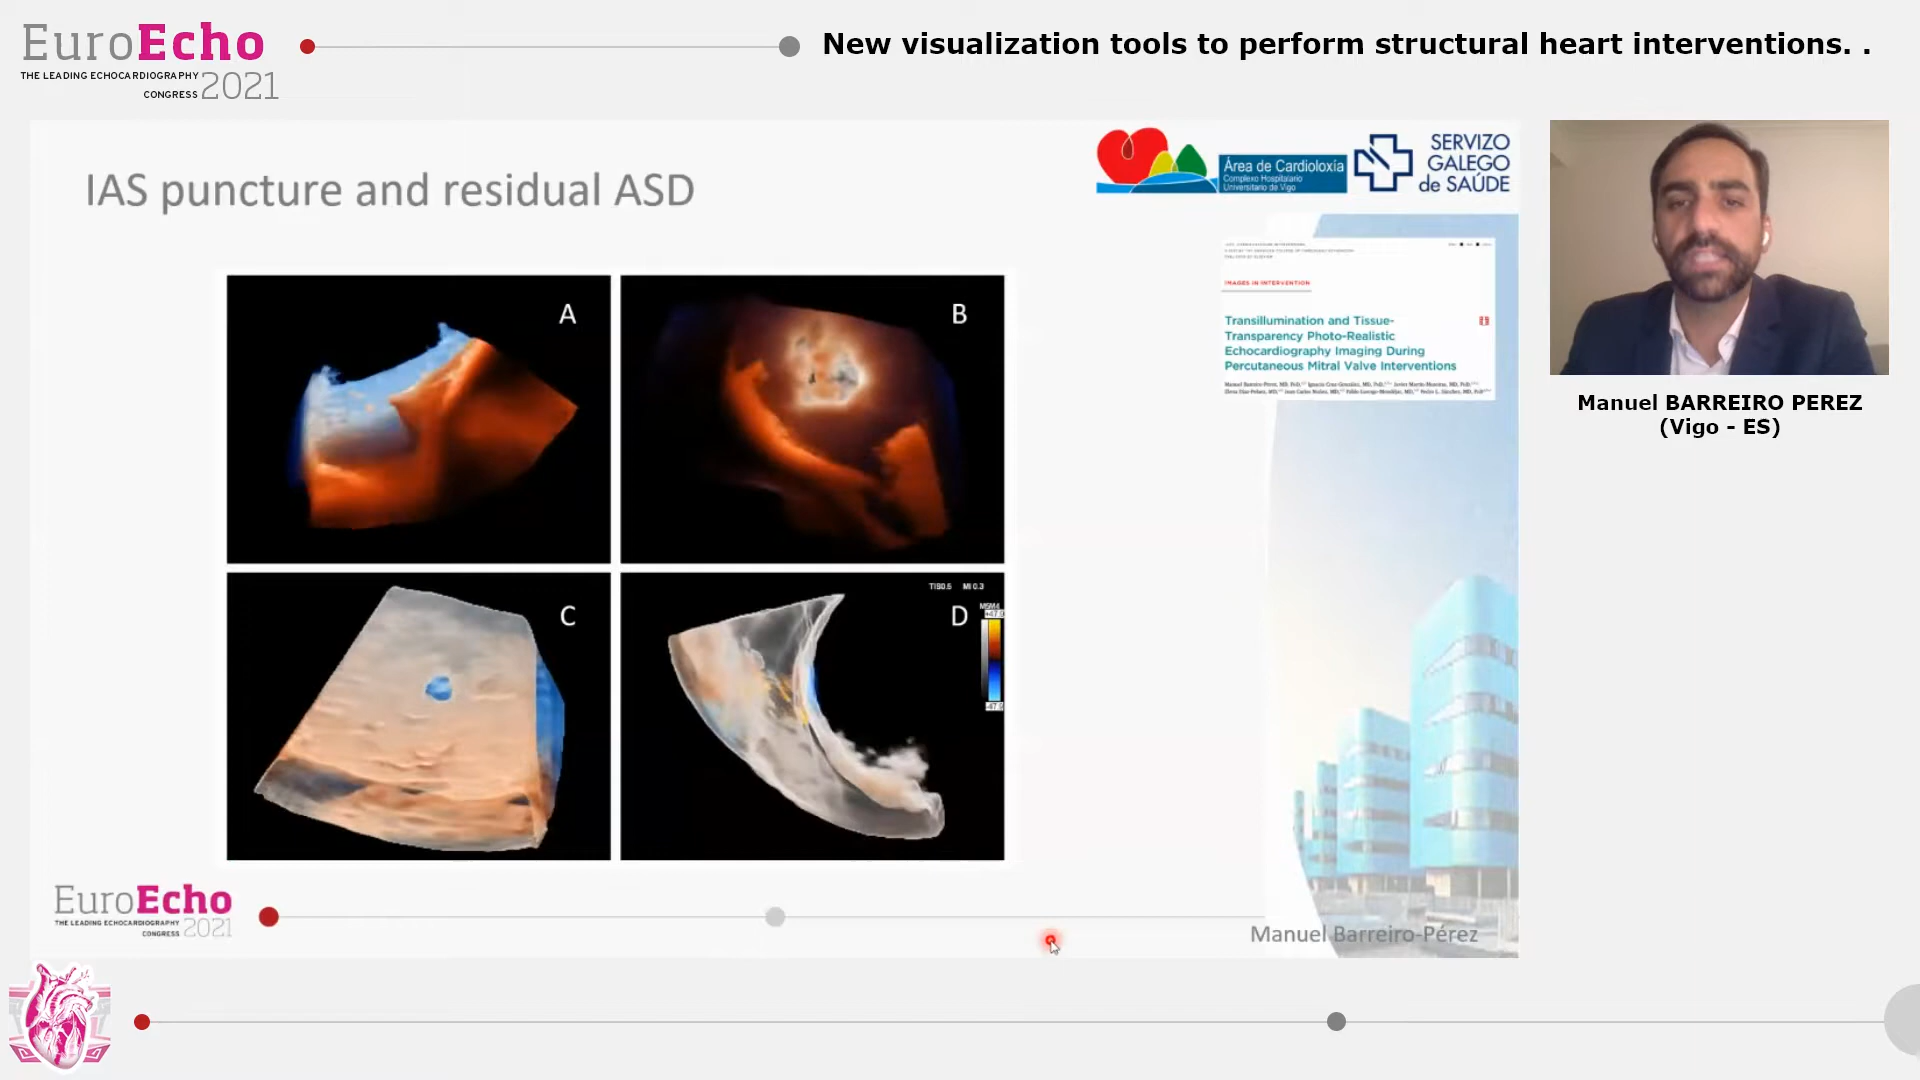 EuroEcho
THE LEADING ECHOCARDIOGRAPHY
CONGRESS 2021
New visualization tools to perform structural heart interventions. .
IAS puncture and residual ASD
Área de Cardioloxía
Complexo Hospitalario
Universitario de Vigo
SERVIZO
GALEGO
de SAÚDE
A
B
C
D
TIS0.5 MI 0.3
IMAGES IN INTERVENTION
Transillumination and Tissue-
Transparency Photo-Realistic
Echocardiography Imaging During
Percutaneous Mitral Valve Interventions
Manuel BARREIRO PEREZ
(Vigo - ES)
EuroEcho
THE LEADING ECHOCARDIOGRAPHY
CONGRESS 2021
Manuel Barreiro-Pérez